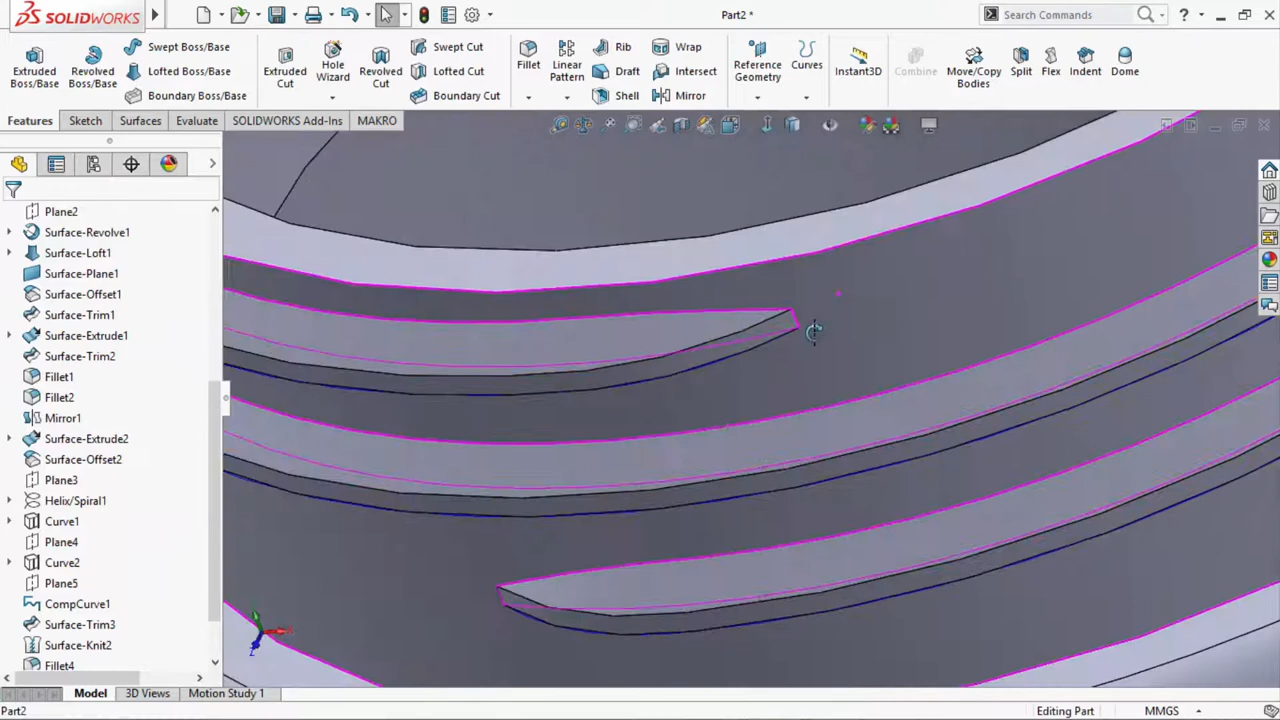 SOLIDWORKS
Part2 *
Search Commands
?
Extruded Boss/Base
Revolved Boss/Base
Swept Boss/Base
Lofted Boss/Base
Boundary Boss/Base
Extruded Cut
Hole Wizard
Revolved Cut
Swept Cut
Lofted Cut
Boundary Cut
Fillet
Linear Pattern
Rib
Draft
Shell
Wrap
Intersect
Mirror
Reference Geometry
Curves
Instant3D
Combine
Move/Copy Bodies
Split
Flex
Indent
Dome
Features
Sketch
Surfaces
Evaluate
SOLIDWORKS Add-Ins
MAKRO
Plane2
Surface-Revolve1
Surface-Loft1
Surface-Plane1
Surface-Offset1
Surface-Trim1
Surface-Extrude1
Surface-Trim2
Fillet1
Fillet2
Mirror1
Surface-Extrude2
Surface-Offset2
Plane3
Helix/Spiral1
Curve1
Plane4
Curve2
Plane5
CompCurve1
Surface-Trim3
Surface-Knit2
Fillet4
Model
3D Views
Motion Study 1
Part2
Editing Part
MMGS